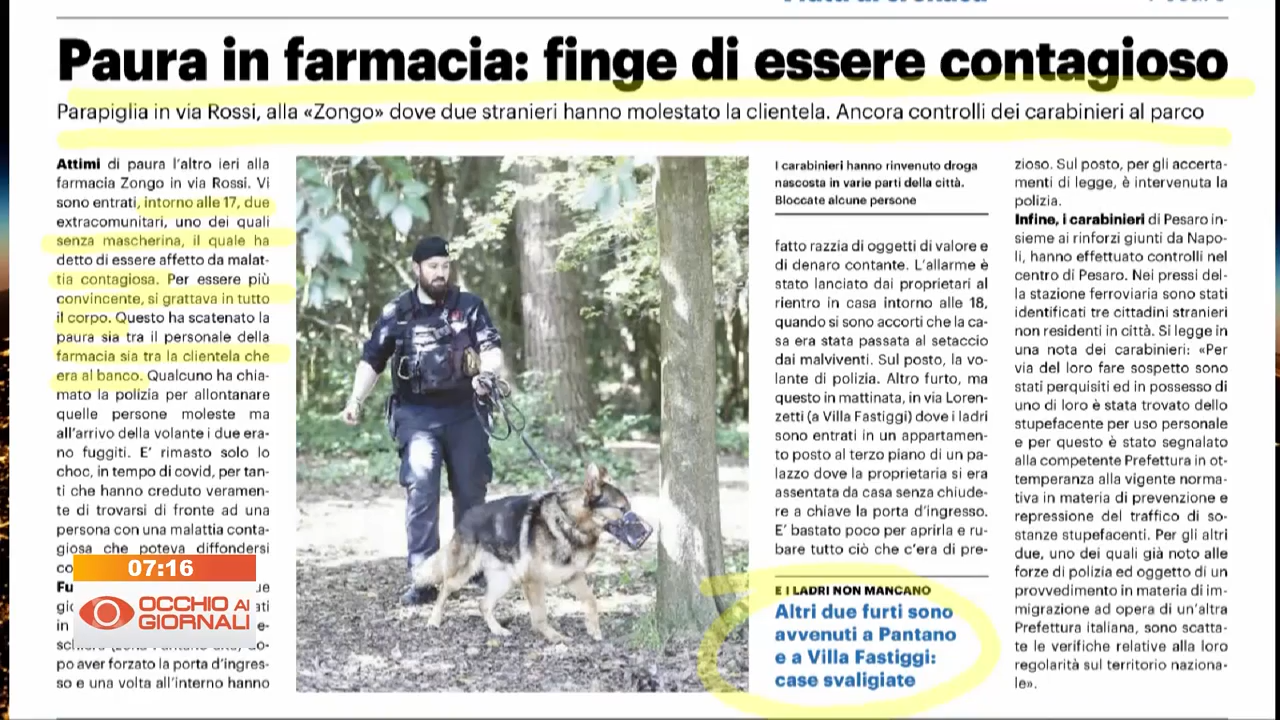 Paura in farmacia: finge di essere contagioso
Parapiglia in via Rossi, alla «Zongo» dove due stranieri hanno molestato la clientela. Ancora controlli dei carabinieri al parco
Attimi di paura l'altro ieri alla
farmacia Zongo in via Rossi. Vi
sono entrati, intorno alle 17, due
extracomunitari, uno dei quali
senza mascherina, il quale ha
detto di essere affetto da malat-
tia contagiosa. Per essere più
convincente, si grattava in tutto
il corpo. Questo ha scatenato la
paura sia tra il personale della
farmacia sia tra la clientela che
era al banco. Qualcuno ha chia-
mato la polizia per allontanare
quelle persone moleste ma
all'arrivo della volante i due era-
no fuggiti. E' rimasto solo lo
choc, in tempo di covid, per tan-
ti che hanno creduto veramen-
te di trovarsi di fronte ad una
persona con una malattia conta-
giosa che poteva diffondersi
po aver forzato la porta d'ingres-
so e una volta all'interno hanno
07:16
OCCHIO AI
GIORNALI
I carabinieri hanno rinvenuto droga
nascosta in varie parti della città.
Bloccate alcune persone
fatto razzia di oggetti di valore e
di denaro contante. L'allarme è
stato lanciato dai proprietari al
rientro in casa intorno alle 18,
quando si sono accorti che la ca-
sa era stata passata al setaccio
dai malviventi. Sul posto, la vo-
lante di polizia. Altro furto, ma
questo in mattinata, in via Loren-
zetti (a Villa Fastiggi) dove i ladri
sono entrati in un appartamen-
to posto al terzo piano di un pa-
lazzo dove la proprietaria si era
assentata da casa senza chiude-
re a chiave la porta d'ingresso.
E' bastato poco per aprirla e ru-
bare tutto ciò che c'era di pre-
E I LADRI NON MANCANO
Altri due furti sono
avvenuti a Pantano
e a Villa Fastiggi:
case svaligiate
zioso. Sul posto, per gli accerta-
menti di legge, è intervenuta la
polizia.
Infine, i carabinieri di Pesaro in-
sieme ai rinforzi giunti da Napo-
li, hanno effettuato controlli nel
centro di Pesaro. Nei pressi del-
la stazione ferroviaria sono stati
identificati tre cittadini stranieri
non residenti in città. Si legge in
una nota dei carabinieri: «Per
via del loro fare sospetto sono
stati perquisiti ed in possesso di
uno di loro è stata trovato dello
stupefacente per uso personale
e per questo è stato segnalato
alla competente Prefettura in ot-
temperanza alla vigente norma-
tiva in materia di prevenzione e
repressione del traffico di so-
stanze stupefacenti. Per gli altri
due, uno dei quali già noto alle
forze di polizia ed oggetto di un
provvedimento in materia di im-
migrazione ad opera di un'altra
Prefettura italiana, sono scatta-
te le verifiche relative alla loro
regolarità sul territorio naziona-
le».